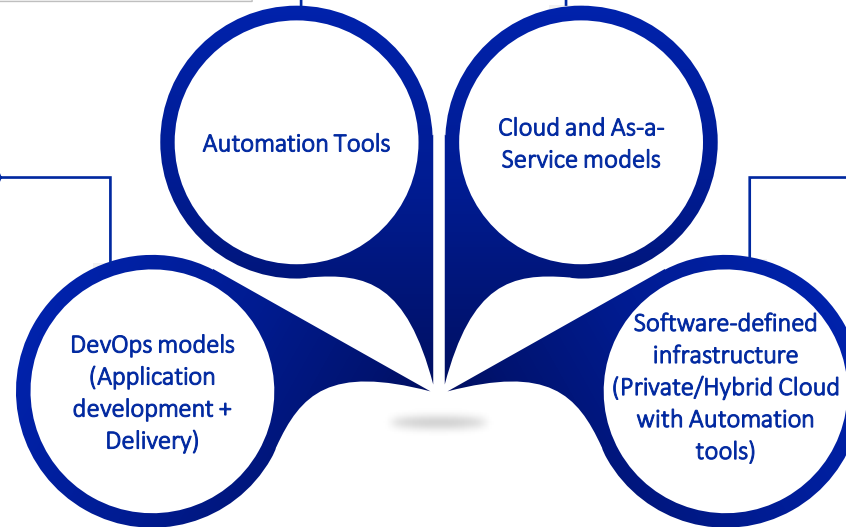 Automation Tools
Cloud and As-a-
Service models
DevOps models
(Application
development +
Delivery)
Software-defined
infrastructure
(Private/Hybrid Cloud
with Automation
tools)